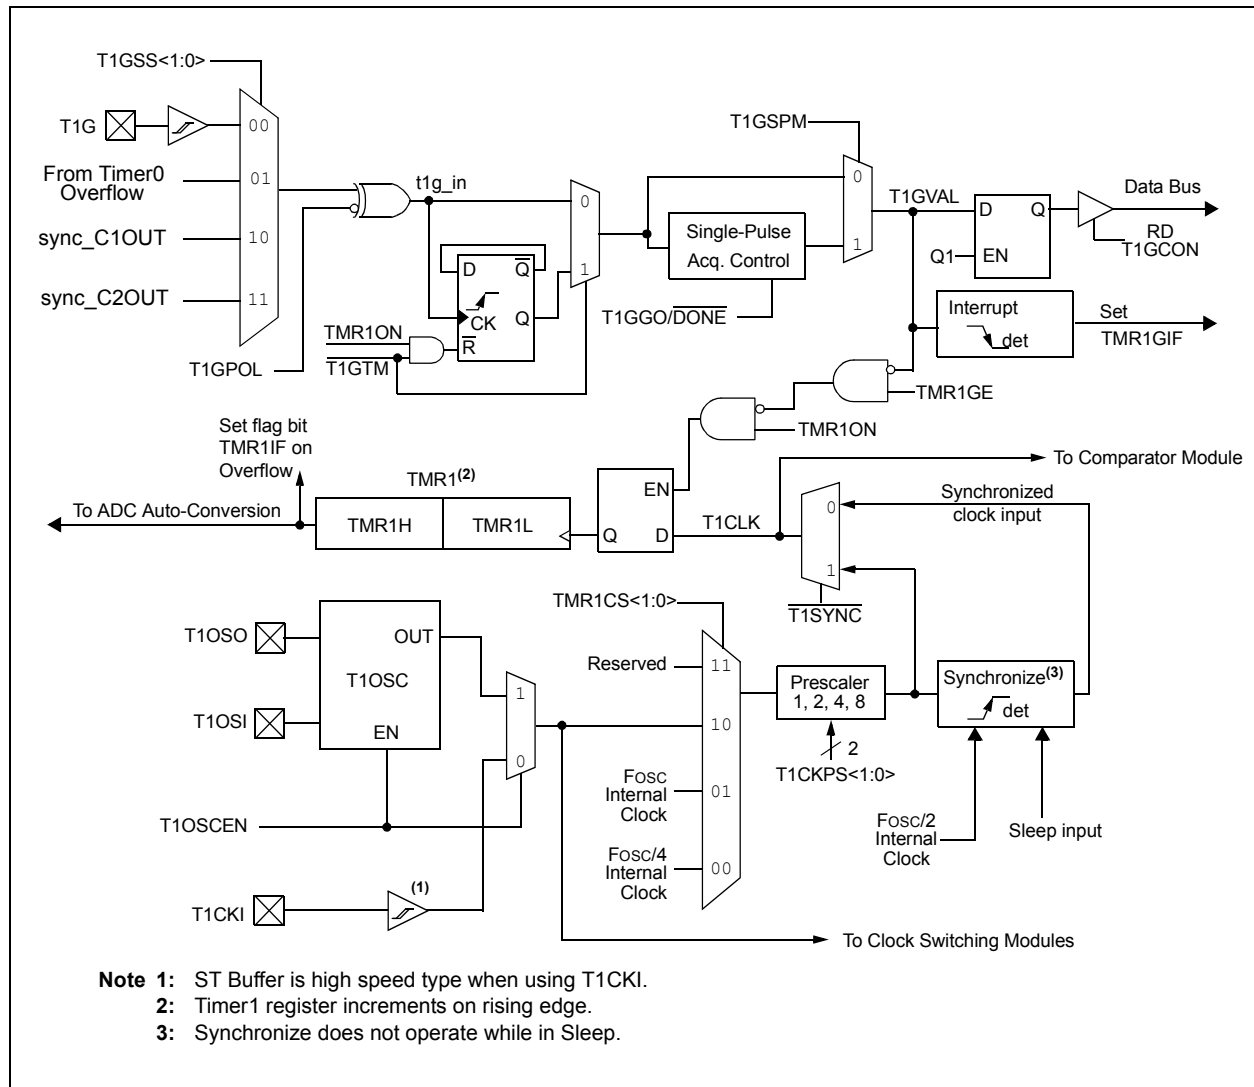 T1GSS<1:0>
T1G
00
From Timer0
Overflow
01
sync_C1OUT
10
sync_C2OUT
11
T1GPOL
t1g_in
0
1
D
Q
CK
Q
R
TMR1ON
T1GTM
T1GSPM
0
1
Single-Pulse
Acq. Control
T1GGO/DONE
T1GVAL
D
Q
Q1
EN
Data Bus
RD
T1GCON
Interrupt
det
Set
TMR1GIF
TMR1GE
TMR1ON
Set flag bit
TMR1IF on
Overflow
TMR1(2)
To ADC Auto-Conversion
TMR1H
TMR1L
EN
Q
D
T1CLK
To Comparator Module
Synchronized
clock input
0
1
T1SYNC
TMR1CS<1:0>
T1OSO
OUT
T1OSC
T1OSI
EN
1
0
T1OSCEN
T1CKI
(1)
Reserved
11
10
FOSC
Internal
Clock
01
FOSC/4
Internal
Clock
00
Prescaler
1, 2, 4, 8
2
T1CKPS<1:0>
Synchronize(3)
det
FOSC/2
Internal
Clock
Sleep input
To Clock Switching Modules
Note 1: ST Buffer is high speed type when using T1CKI.
2: Timer1 register increments on rising edge.
3: Synchronize does not operate while in Sleep.